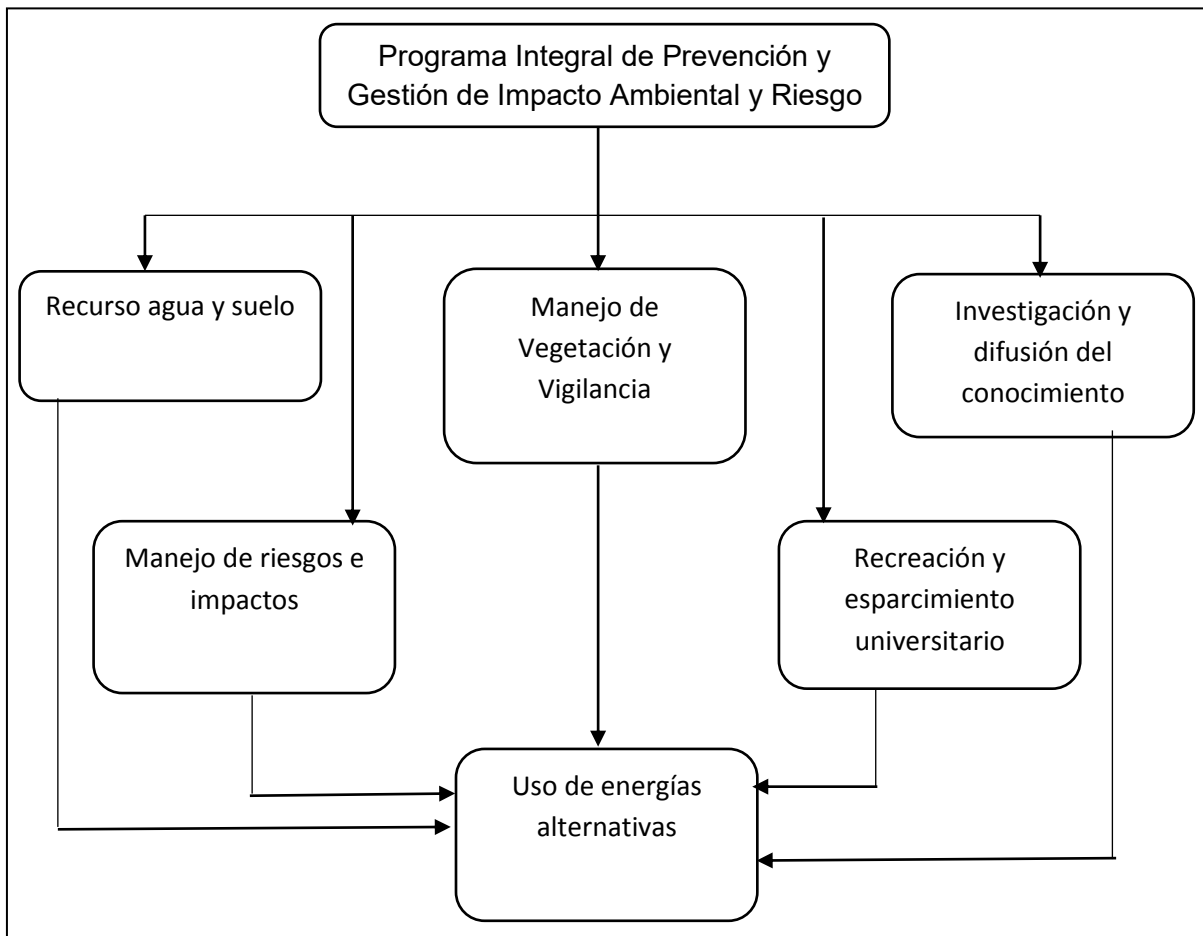 Programa Integral de Prevención y
Gestión de Impacto Ambiental y Riesgo
Recurso agua y suelo
Manejo de
Vegetación y
Vigilancia
Investigación y
difusión del
conocimiento
Manejo de riesgos e
impactos
Recreación y
esparcimiento
universitario
Uso de energías
alternativas